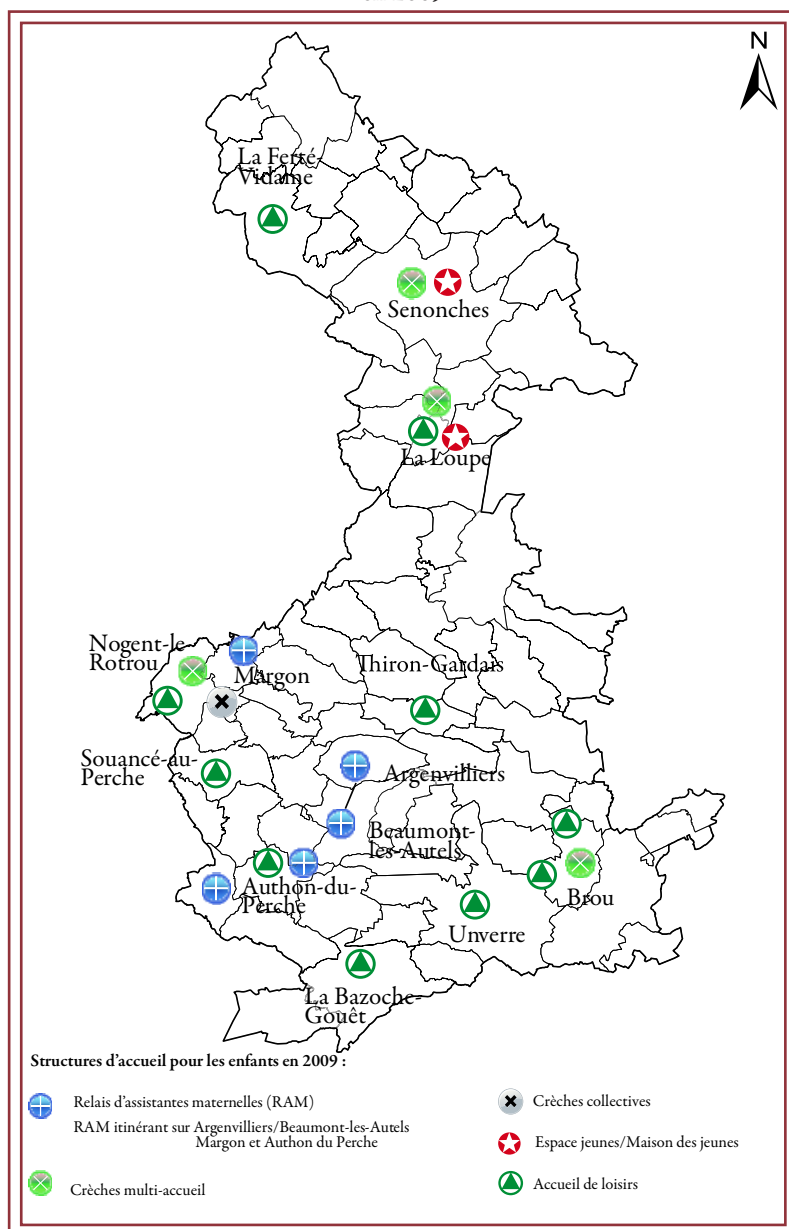 N
La Ferté-
Vidame
Senonches
La Loupe
Nogent-le
Rotrou
Margon
Thiron-Gardais
Souancé-au-
Perche
Argenvilliers
Beaumont-
les-Autels
Authon-du-
Perche
Brou
Unverre
La Bazoche-
Gouêt
Structures d'accueil pour les enfants en 2009 :
Relais d'assistantes maternelles (RAM)
RAM itinérant sur Argenvilliers/Beaumont-les-Autels
Margon et Authon du Perche
Crèches multi-accueil
Crèches collectives
Espace jeunes/Maison des jeunes
Accueil de loisirs